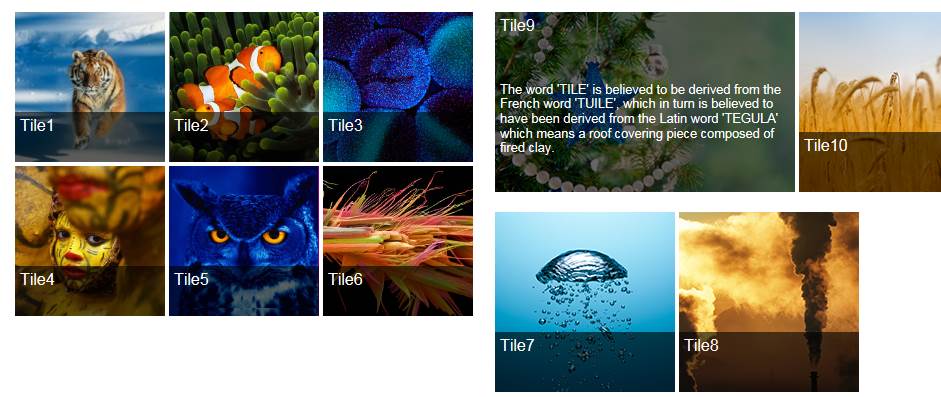 Tile1
Tile2
Tile3
Tile4
Tile5
Tile6
Tile9
The word 'TILE' is believed to be derived from the
French word 'TUILE', which in turn is believed to
have been derived from the Latin word 'TEGULA'
which means a roof covering piece composed of
fired clay.
Tile10
Tile7
Tile8